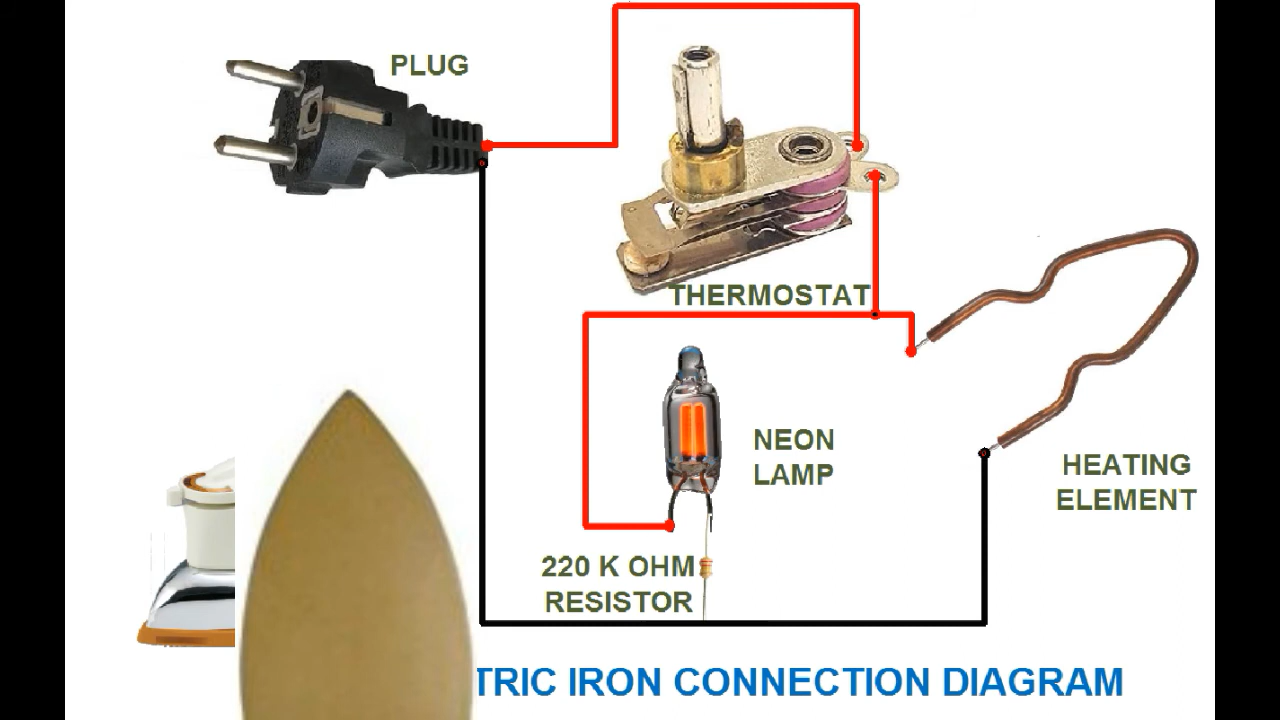 PLUG
THERMOSTAT
NEON
LAMP
HEATING
ELEMENT
220 K OHM
RESISTOR
TRIC IRON CONNECTION DIAGRAM